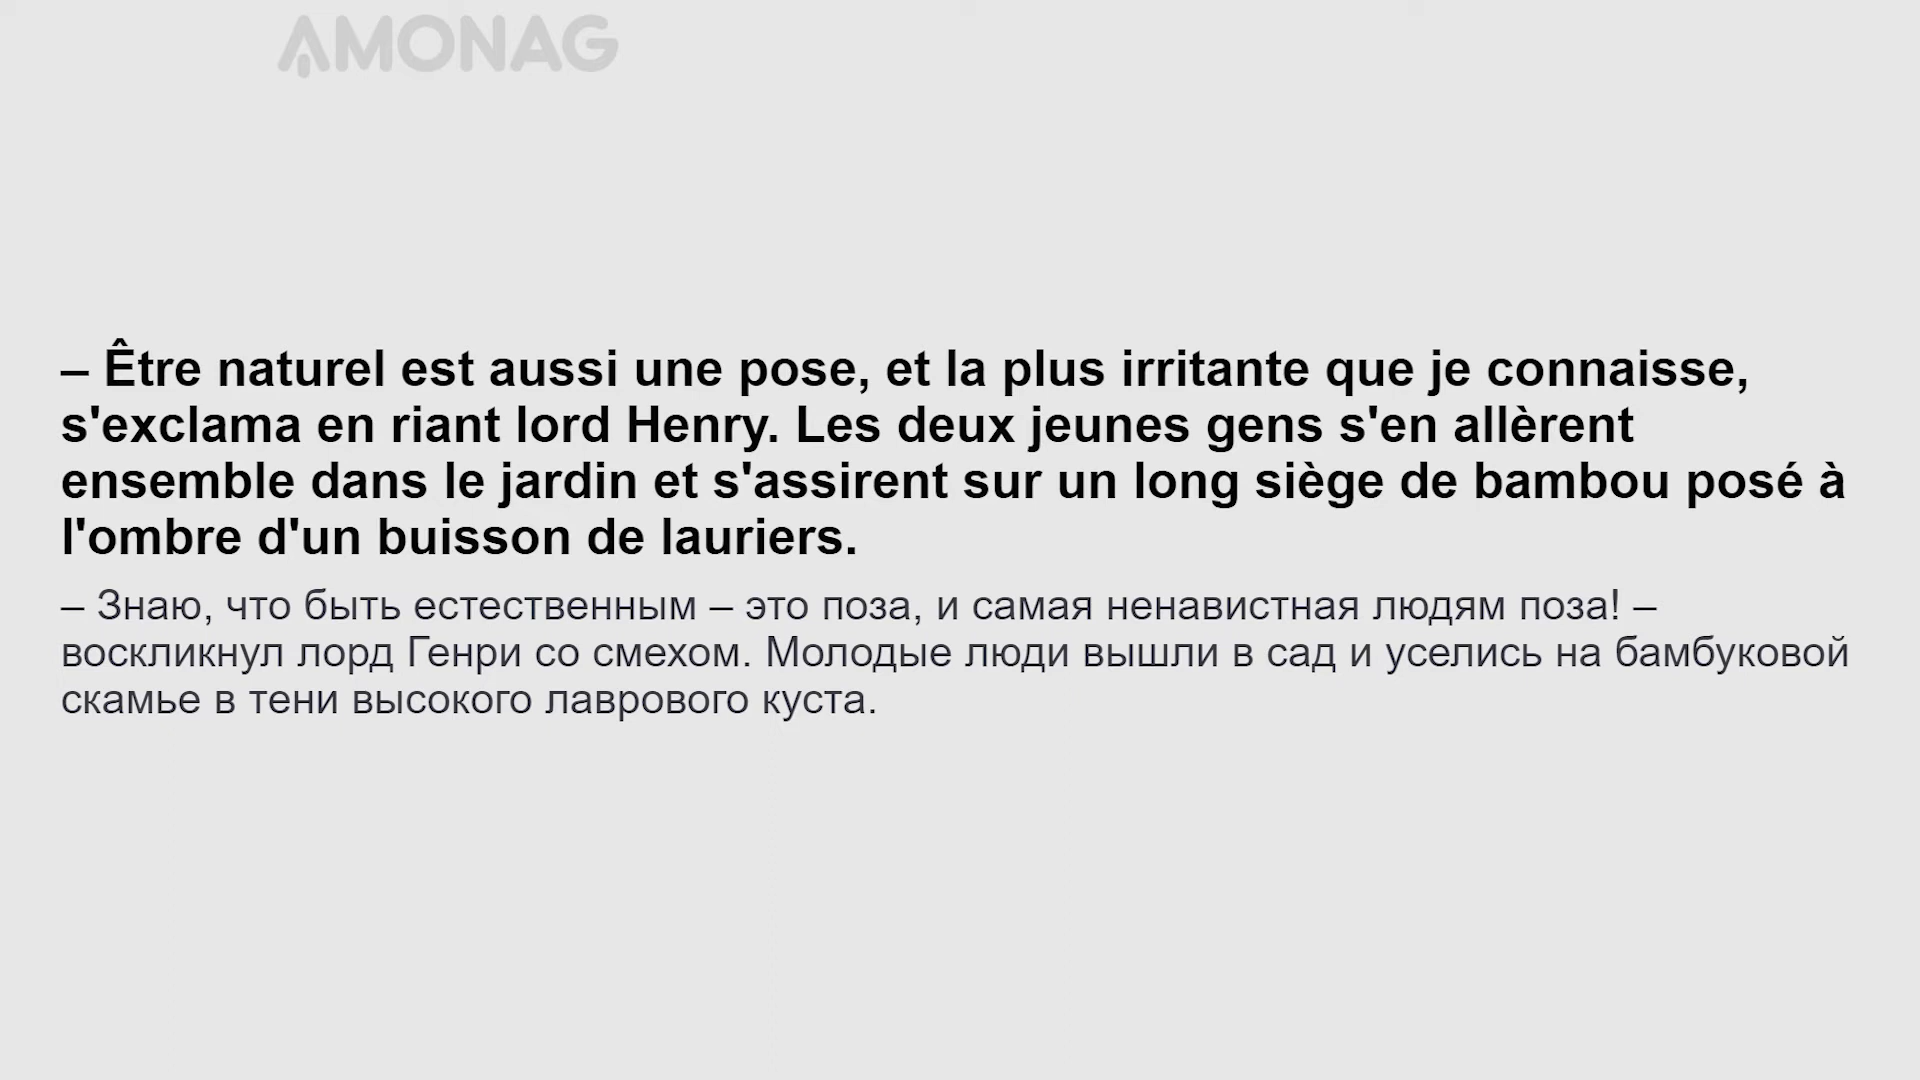 AMONAG
– Être naturel est aussi une pose, et la plus irritante que je connaisse,
s'exclama en riant lord Henry. Les deux jeunes gens s'en allèrent
ensemble dans le jardin et s'assirent sur un long siège de bambou posé à
l'ombre d'un buisson de lauriers.
– Знаю, что быть естественным – это поза, и самая ненавистная людям поза! –
воскликнул лорд Генри со смехом. Молодые люди вышли в сад и уселись на бамбуковой
скамье в тени высокого лаврового куста.